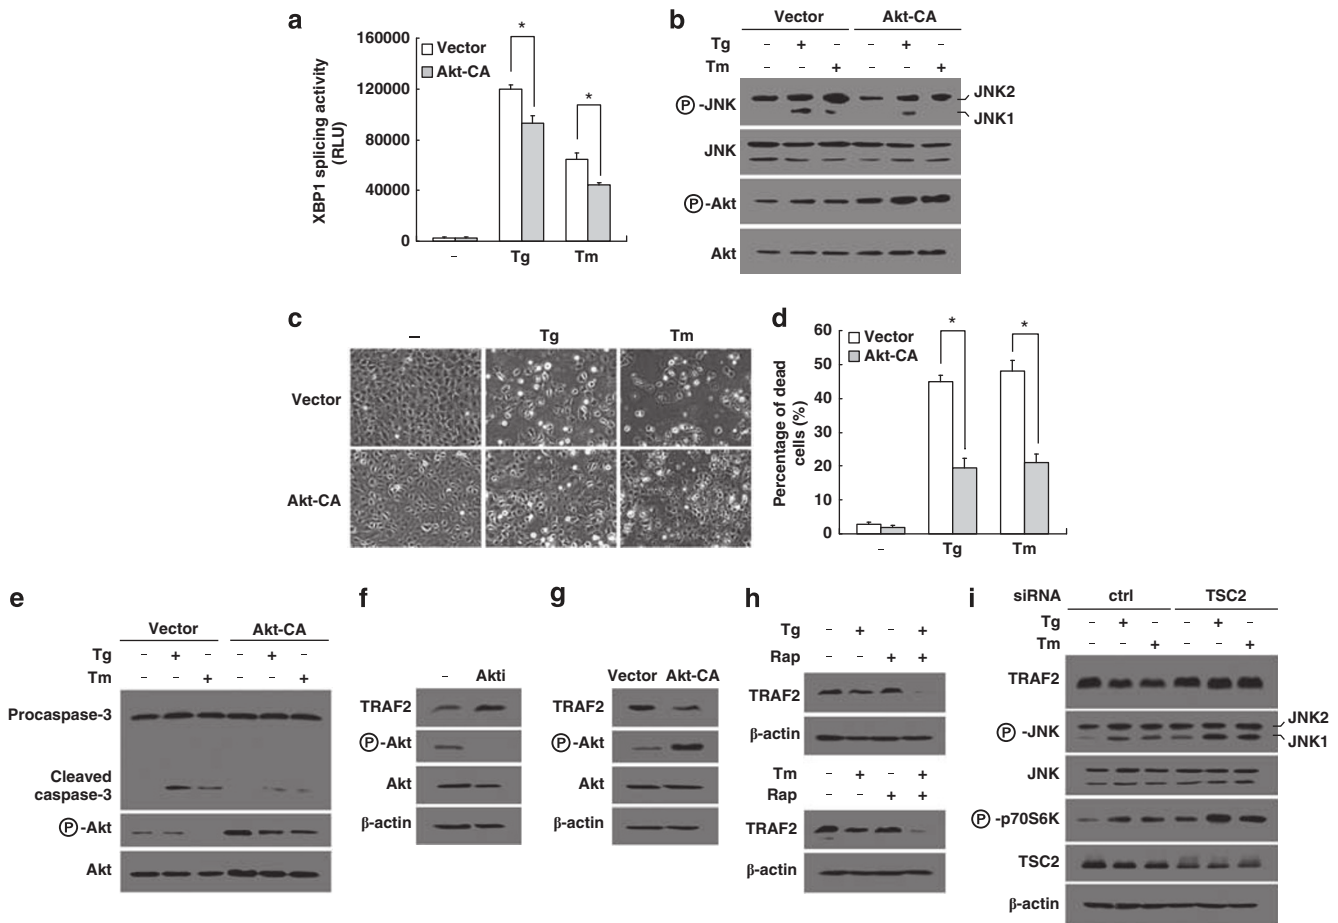 a
XBP1 splicing activity
(RLU)
160000
120000
80000
40000
0
Vector
Akt-CA
*
*
– Tg Tm
b
Vector Akt-CA
Tg – + – – + –
Tm – – + – – +
Ⓟ-JNK
JNK2
JNK1
JNK
Ⓟ-Akt
Akt
c
– Tg Tm
Vector
Akt-CA
d
Percentage of dead
cells (%)
60
50
40
30
20
10
0
Vector
Akt-CA
*
*
– Tg Tm
e
Vector Akt-CA
Tg – + – – + –
Tm – – + – – +
Procaspase-3
Cleaved
caspase-3
Ⓟ-Akt
Akt
f
– Akti
TRAF2
Ⓟ-Akt
Akt
β-actin
g
Vector Akt-CA
TRAF2
Ⓟ-Akt
Akt
β-actin
h
Tg – + – +
Rap – – + +
TRAF2
β-actin
Tm – + – +
Rap – – + +
TRAF2
β-actin
i
siRNA ctrl TSC2
Tg – + – – + –
Tm – – + – – +
TRAF2
Ⓟ-JNK
JNK2
JNK1
JNK
Ⓟ-p70S6K
TSC2
β-actin